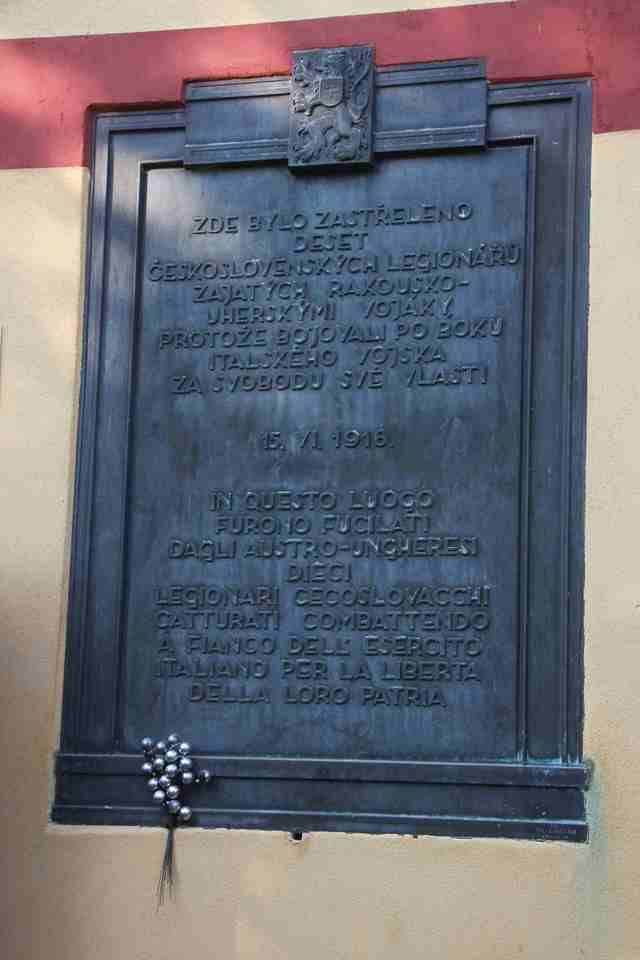 ZDE BYLO ZASTŘELENO
DESET
ČESKOSLOVENSKÝCH LEGIONÁŘŮ
ZAJATÝCH RAKOUSKO-
UHERSKÝMI VOJÁKY,
PROTOŽE BOJOVALI PO BOKU
ITALSKÉHO VOJSKA
ZA SVOBODU SVÉ VLASTI
15. VI. 1918.
IN QUESTO LUOGO
FURONO FUCILATI
DAGLI AUSTRO-UNGHERESI
DIECI
LEGIONARI CECOSLOVACCHI
CATTURATI COMBATTENDO
A FIANCO DELL' ESERCITO
ITALIANO PER LA LIBERTA
DELLA LORO PATRIA